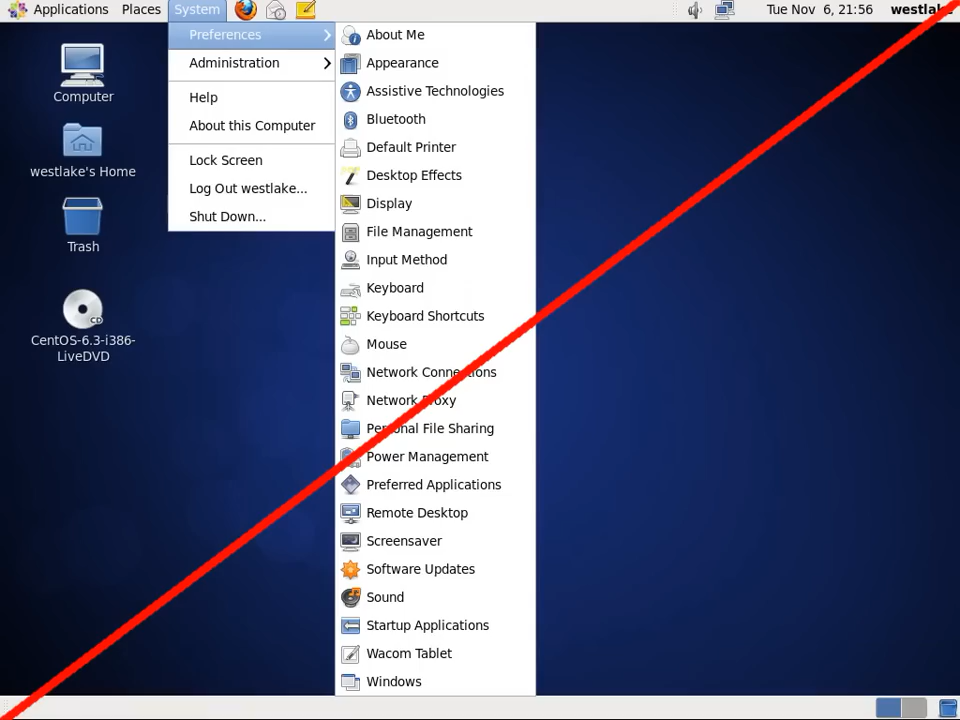 Applications Places System Tue Nov 6, 21:56 westlake
Computer
westlake's Home
Trash
CD
CentOS-6.3-i386-
LiveDVD
Preferences
Administration
Help
About this Computer
Lock Screen
Log Out westlake...
Shut Down...
About Me
Appearance
Assistive Technologies
Bluetooth
Default Printer
Desktop Effects
Display
File Management
Input Method
Keyboard
Keyboard Shortcuts
Mouse
Network Connections
Network Proxy
Personal File Sharing
Power Management
Preferred Applications
Remote Desktop
Screensaver
Software Updates
Sound
Startup Applications
Wacom Tablet
Windows